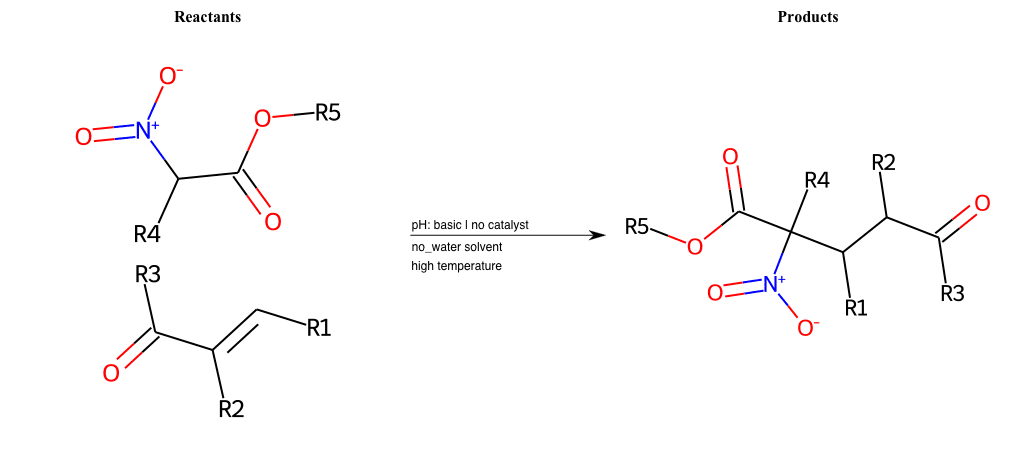 Reactants
Products
O⁻
O
N⁺
O
R5
O
R4
R3
R1
O
R2
pH: basic | no catalyst
no_water solvent
high temperature
O
R4
R2
O
R5
O
N⁺
O
O⁻
R1
R3